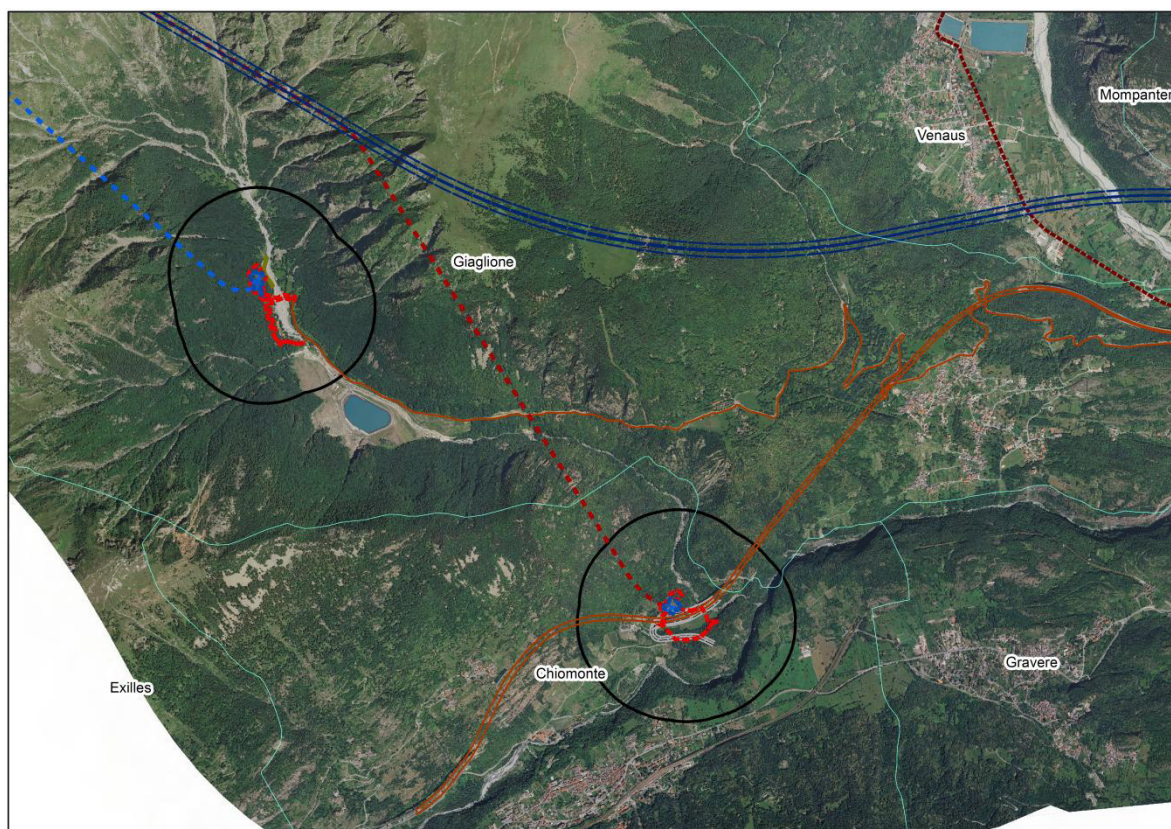 Mompanter
Venaus
Giaglione
Chiomonte
Gravere
Exilles